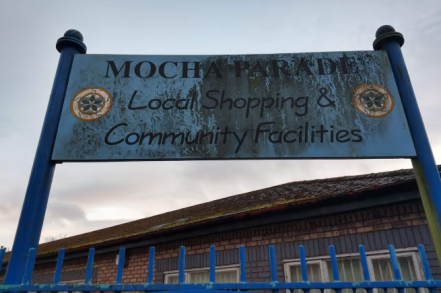 MOCHA PARADE
Local Shopping &
Community Facilities